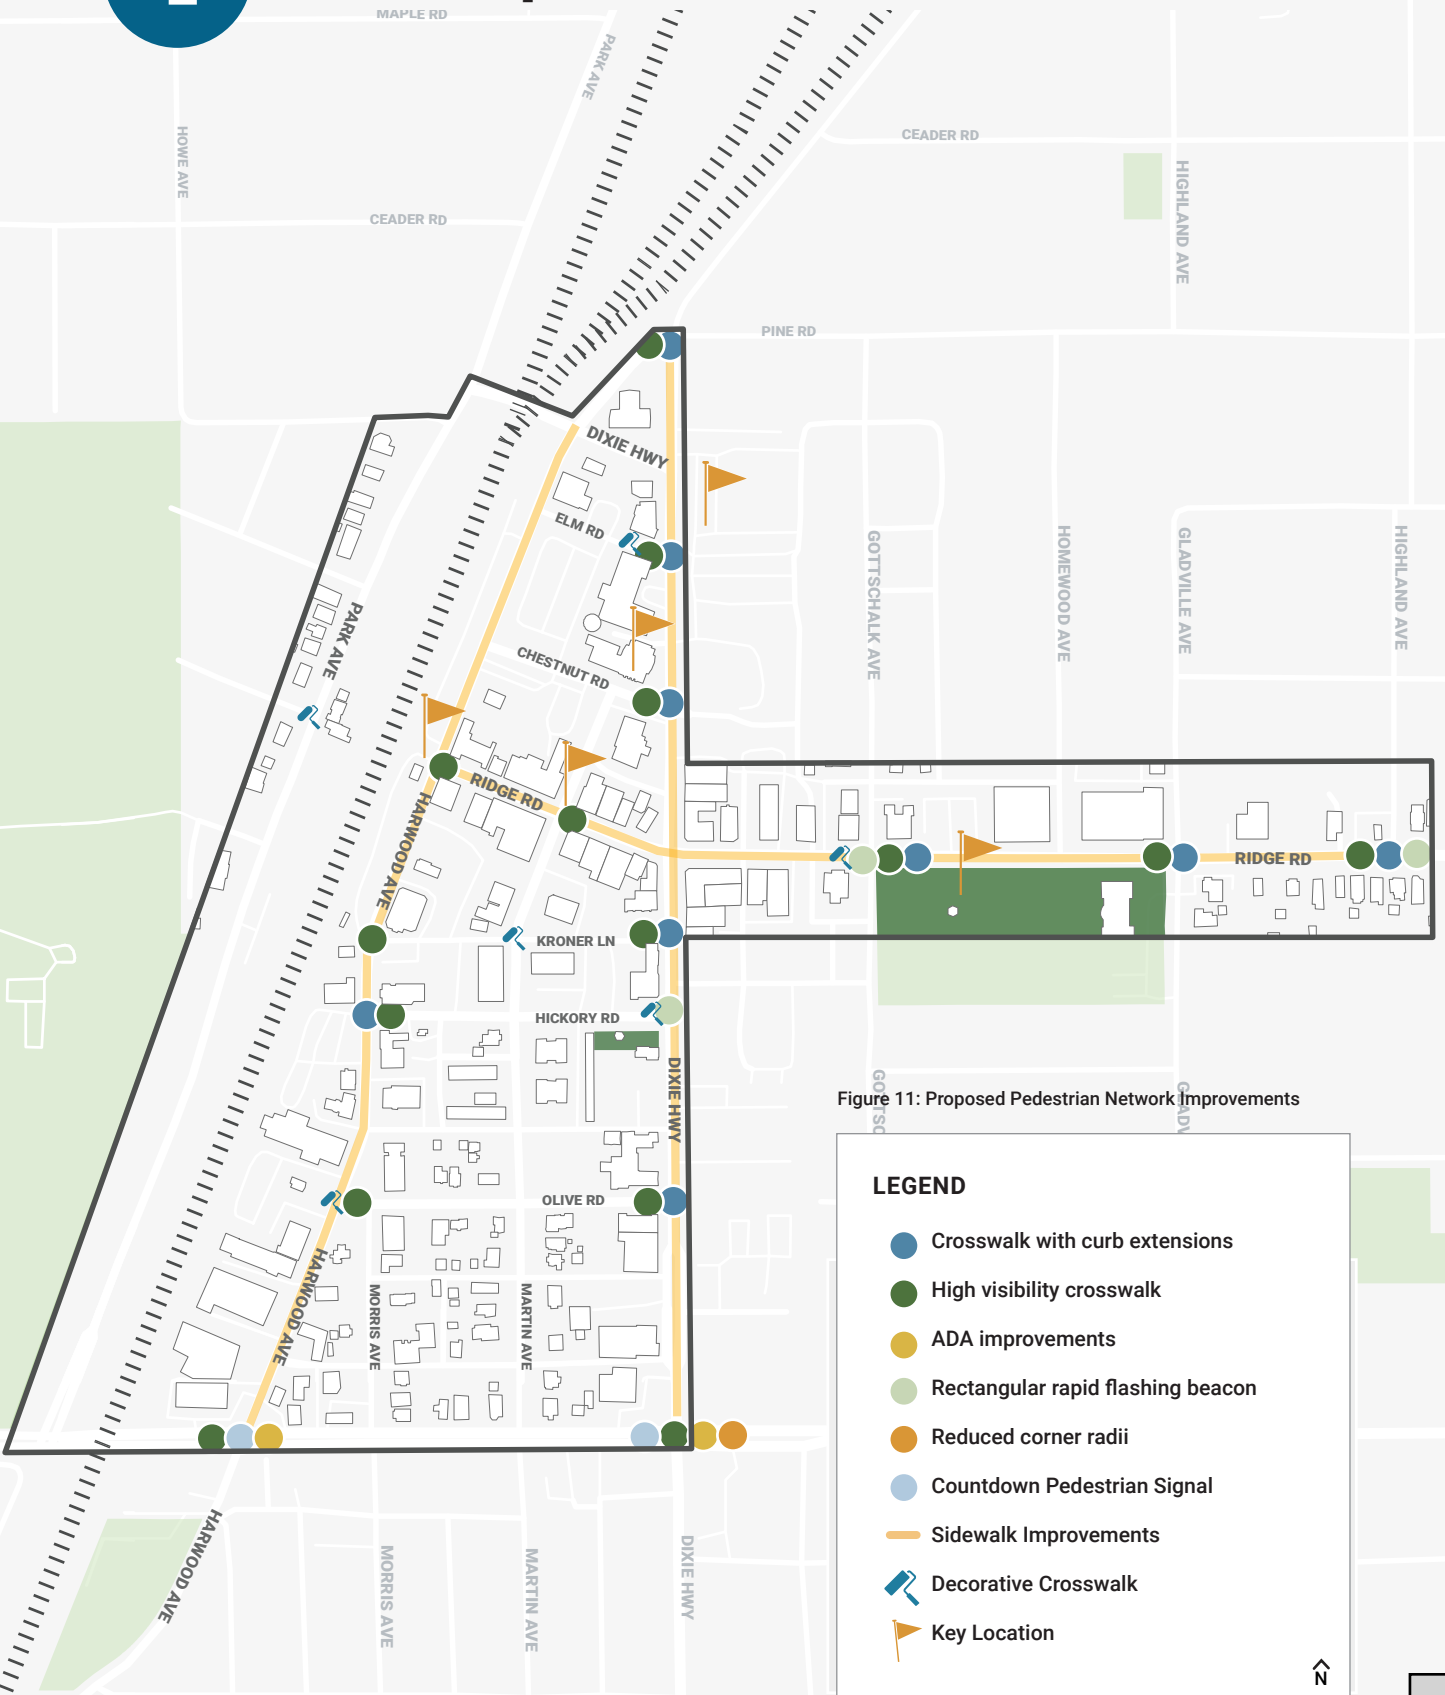 MAPLE RD
PARK AVE
HOWE AVE
CEADER RD
HIGHLAND AVE
CEADER RD
PINE RD
DIXIE HWY
ELM RD
GOTTSCHALK AVE
HOMEWOOD AVE
GLADVILLE AVE
HIGHLAND AVE
PARK AVE
CHESTNUT RD
RIDGE RD
HARWOOD AVE
RIDGE RD
KRONER LN
HICKORY RD
DIXIE HWY
GOTTSC
GLADV
Figure 11: Proposed Pedestrian Network Improvements
OLIVE RD
HARWOOD AVE
MORRIS AVE
MARTIN AVE
HARWOOD AVE
MORRIS AVE
MARTIN AVE
DIXIE HWY
LEGEND
Crosswalk with curb extensions
High visibility crosswalk
ADA improvements
Rectangular rapid flashing beacon
Reduced corner radii
Countdown Pedestrian Signal
Sidewalk Improvements
Decorative Crosswalk
Key Location
N